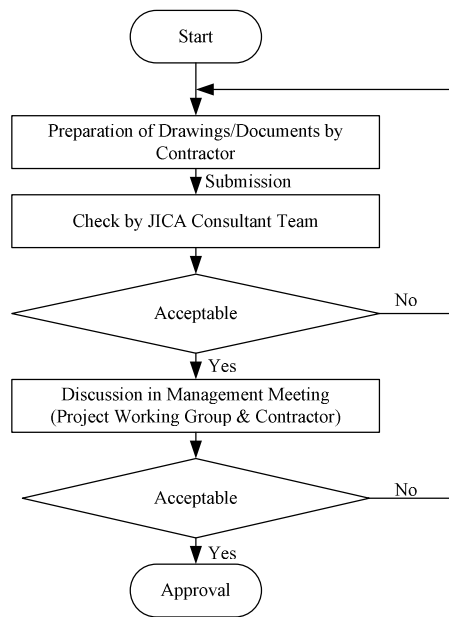 Start
Preparation of Drawings/Documents by
Contractor
Submission
Check by JICA Consultant Team
Acceptable
No
Yes
Discussion in Management Meeting
(Project Working Group & Contractor)
Acceptable
No
Yes
Approval